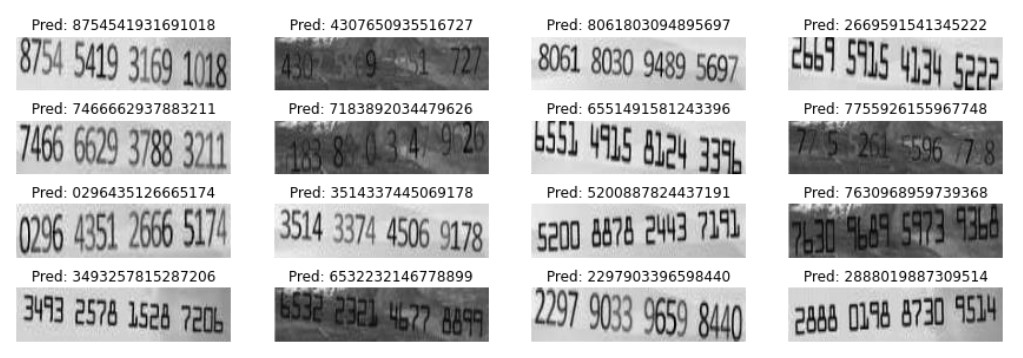 Pred: 8754541931691018 Pred: 4307650935516727 Pred: 8061803094895697 Pred: 2669591541345222
8754 5419 3169 1018 727 8061 8030 9489 5697 2669 5915 4134 5222
Pred: 7466662937883211 Pred: 7183892034479626 Pred: 6551491581243396 Pred: 7755926155967748
7466 6629 3788 3211 6551 4915 8124 3396 5596
Pred: 0296435126665174 Pred: 3514337445069178 Pred: 5200887824437191 Pred: 7630968959739368
0296 4351 2666 5174 3514 3374 4506 9178 5200 8878 2443 7191 7630 9689 5973 9368
Pred: 3493257815287206 Pred: 6532232146778899 Pred: 2297903396598440 Pred: 2888019887309514
3493 2578 1528 7206 6532 2321 4677 8899 2297 9033 9659 8440 2888 0198 8730 9514